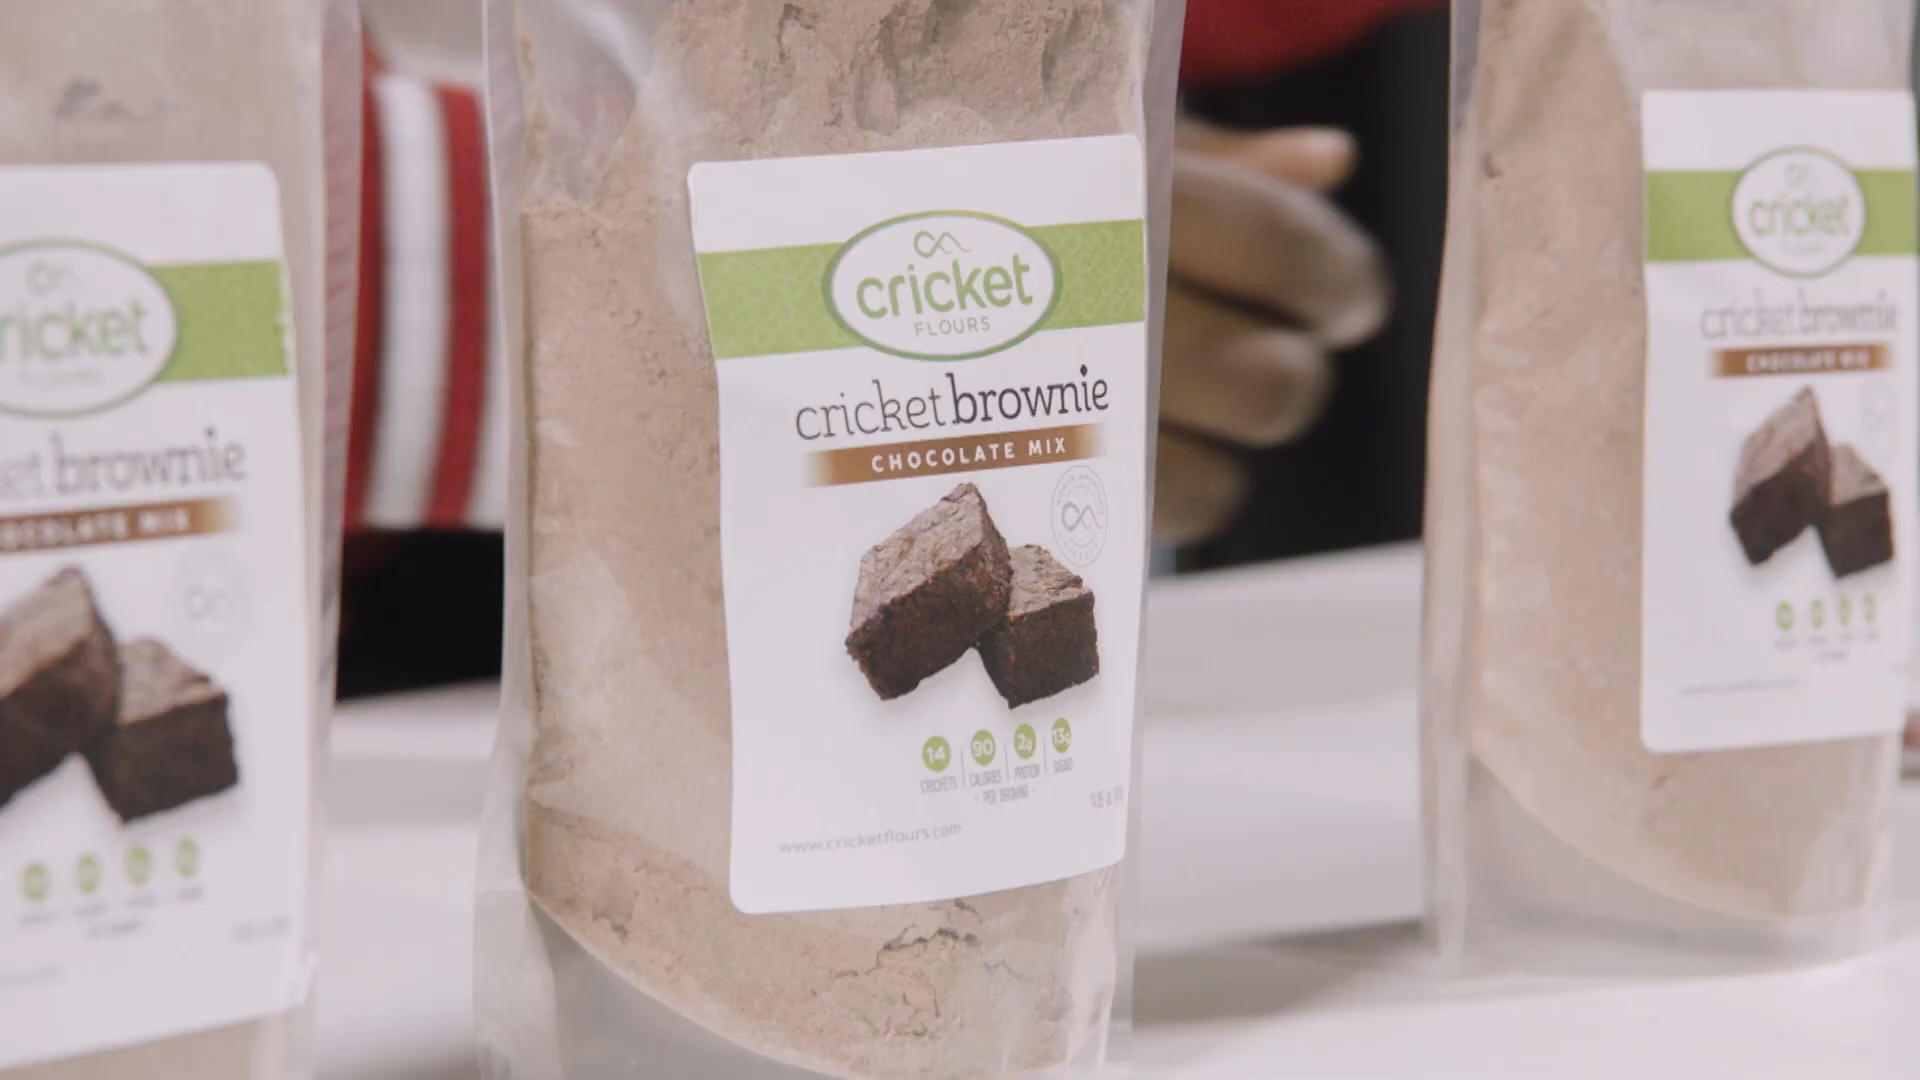 cricket
FLOURS
cricket brownie
CHOCOLATE MIX
14 90 2g 13g
CRICKETS CALORIES PROTEIN SUGAR
- PER BROWNIE -
www.cricketflours.com
ricket
et brownie
OCOLATE MIX
cricket
FLOURS
cricket brownie
CHOCOLATE MIX